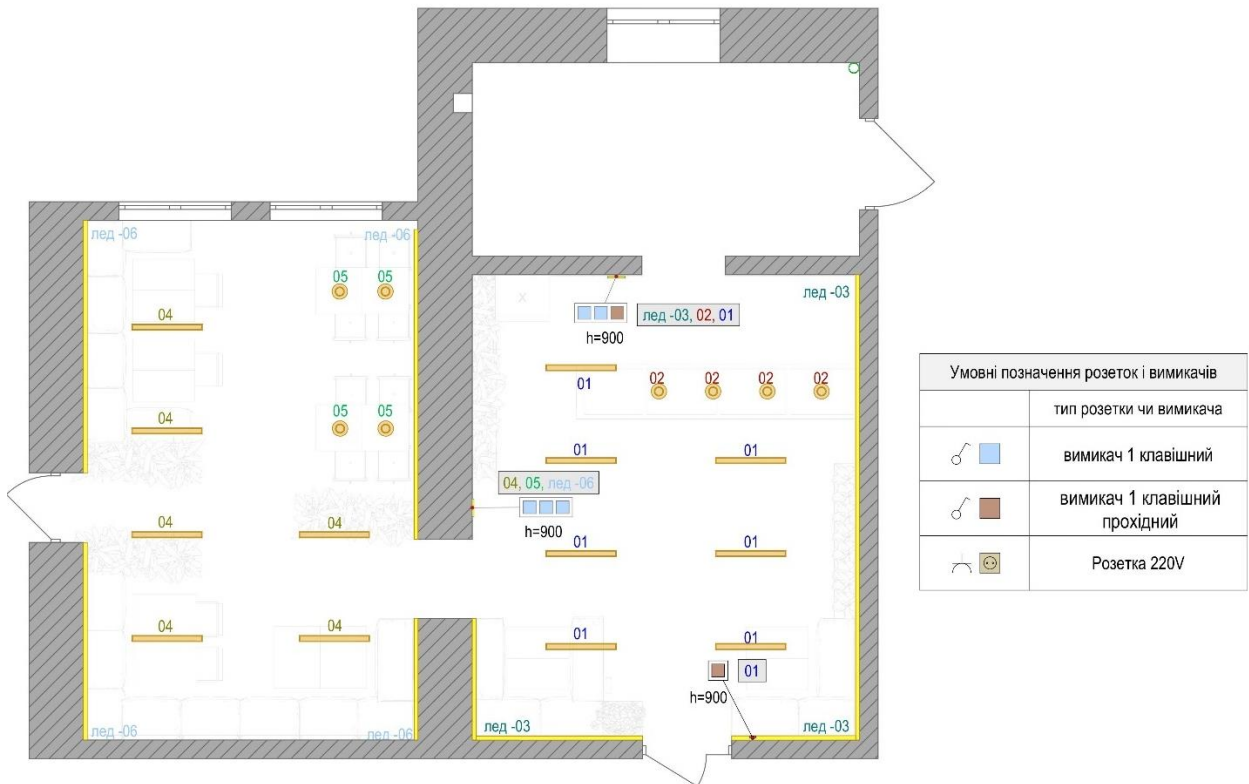 лед -06
лед -06
05 05
04
04
05 05
04 04
04 04
лед -06
лед -06
лед -03
лед -03, 02, 01
h=900
01
02 02 02 02
01 01
04, 05, лед -06
h=900
01 01
01 01
01
h=900
лед -03
лед -03
Умовні позначення розеток і вимикачів
тип розетки чи вимикача
вимикач 1 клавішний
вимикач 1 клавішний
прохідний
Розетка 220V